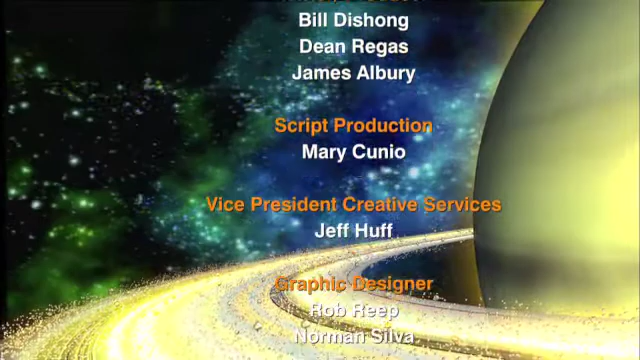 Bill Dishong
Dean Regas
James Albury
Script Production
Mary Cunio
Vice President Creative Services
Jeff Huff
Graphic Designer
Rob Reep
Norman Silva